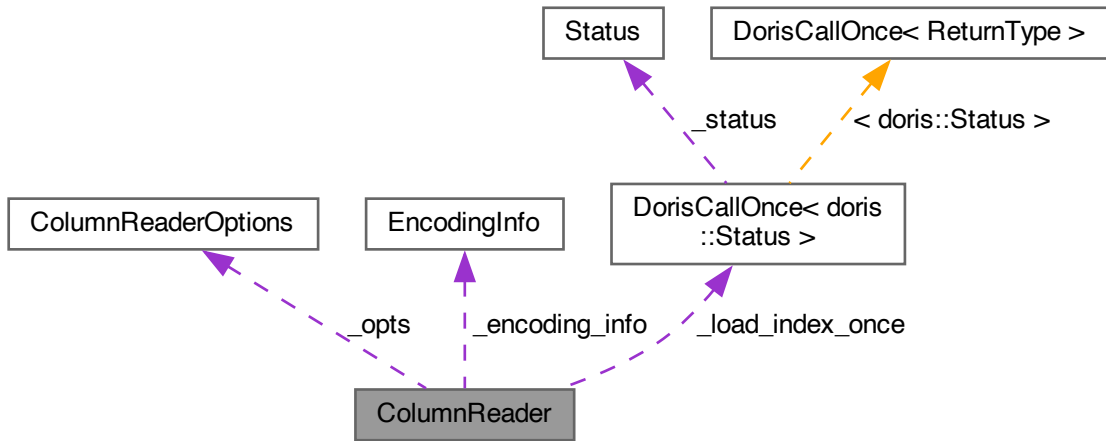 Status
DorisCallOnce< ReturnType >
_status
< doris::Status >
ColumnReaderOptions
EncodingInfo
DorisCallOnce< doris
::Status >
_opts
_encoding_info
_load_index_once
ColumnReader